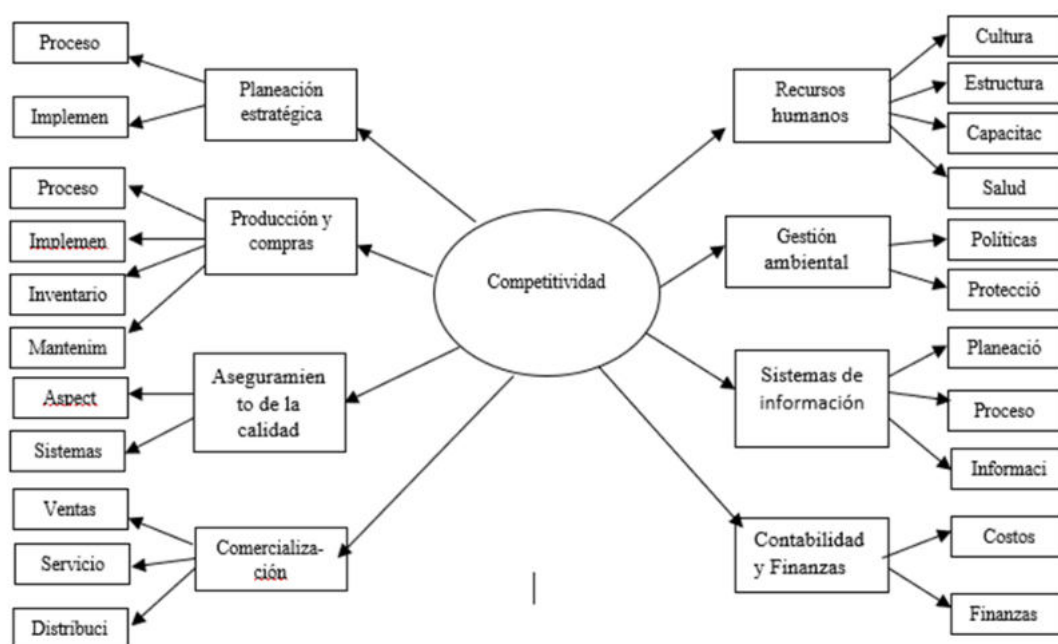 Proceso
Implemen
Planeación
estratégica
Proceso
Implemen
Inventario
Mantenim
Producción y
compras
Aspect
Sistemas
Aseguramien
to de la
calidad
Ventas
Servicio
Distribuci
Comercializa-
ción
Competitividad
Recursos
humanos
Cultura
Estructura
Capacitac
Salud
Gestión
ambiental
Políticas
Protecció
Sistemas de
información
Planeació
Proceso
Informaci
Contabilidad
y Finanzas
Costos
Finanzas